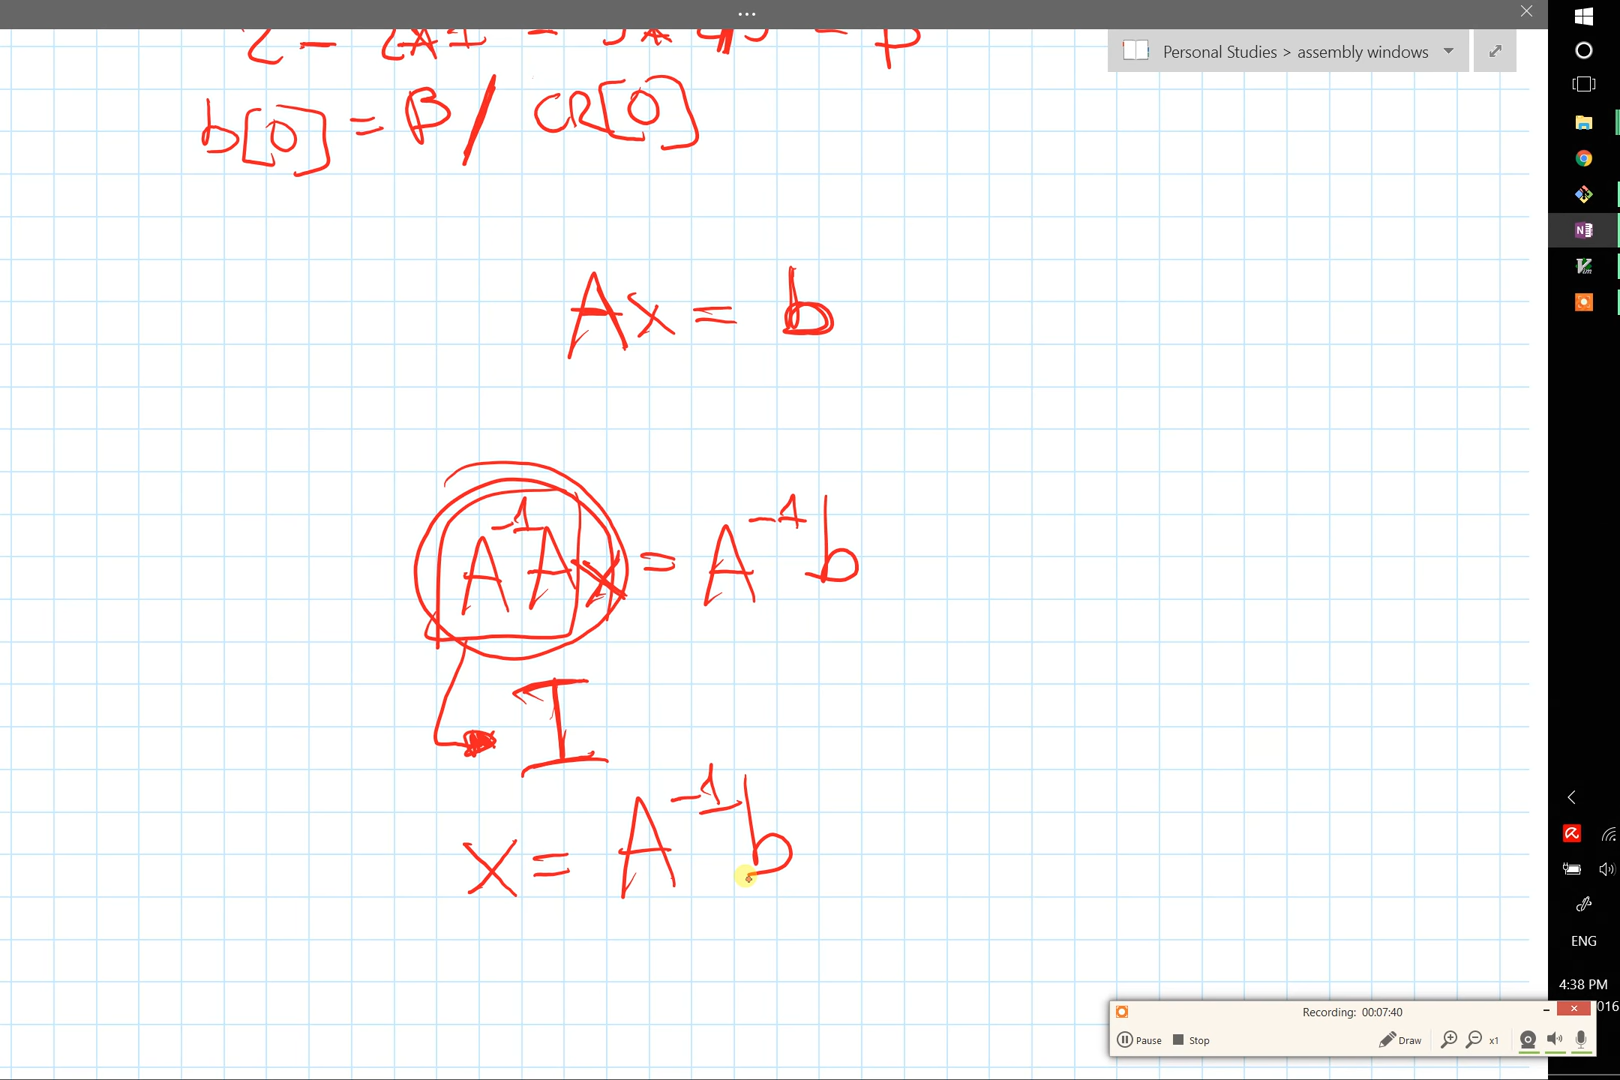 ...
Personal Studies > assembly windows
b[0] = β / CR[0]
Ax = b
A⁻¹Ax = A⁻¹b
I
x = A⁻¹b
ENG
4:38 PM
016
Recording: 00:07:40
Pause Stop Draw x1